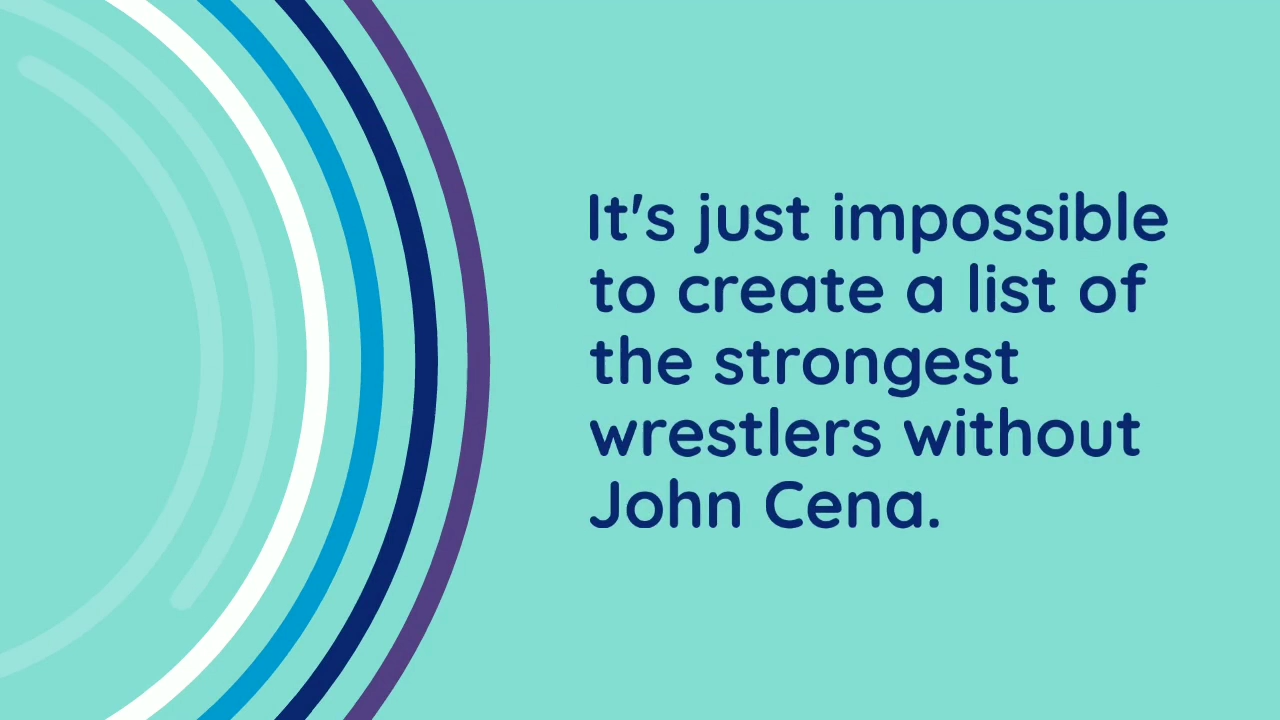 It's just impossible
to create a list of
the strongest
wrestlers without
John Cena.